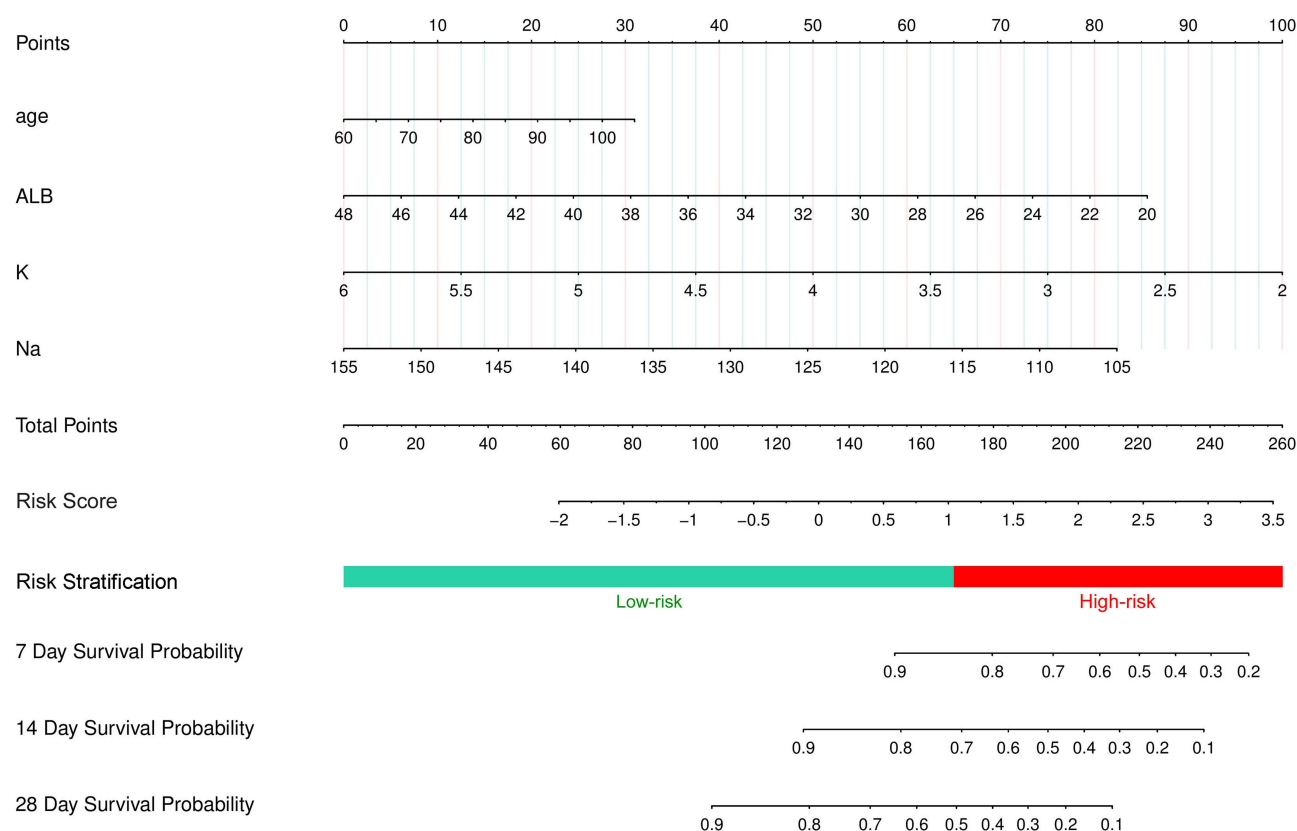 Points 0 10 20 30 40 50 60 70 80 90 100
age 60 70 80 90 100
ALB 48 46 44 42 40 38 36 34 32 30 28 26 24 22 20
K 6 5.5 5 4.5 4 3.5 3 2.5 2
Na 155 150 145 140 135 130 125 120 115 110 105
Total Points 0 20 40 60 80 100 120 140 160 180 200 220 240 260
Risk Score −2 −1.5 −1 −0.5 0 0.5 1 1.5 2 2.5 3 3.5
Risk Stratification Low-risk High-risk
7 Day Survival Probability 0.9 0.8 0.7 0.6 0.5 0.4 0.3 0.2
14 Day Survival Probability 0.9 0.8 0.7 0.6 0.5 0.4 0.3 0.2 0.1
28 Day Survival Probability 0.9 0.8 0.7 0.6 0.5 0.4 0.3 0.2 0.1